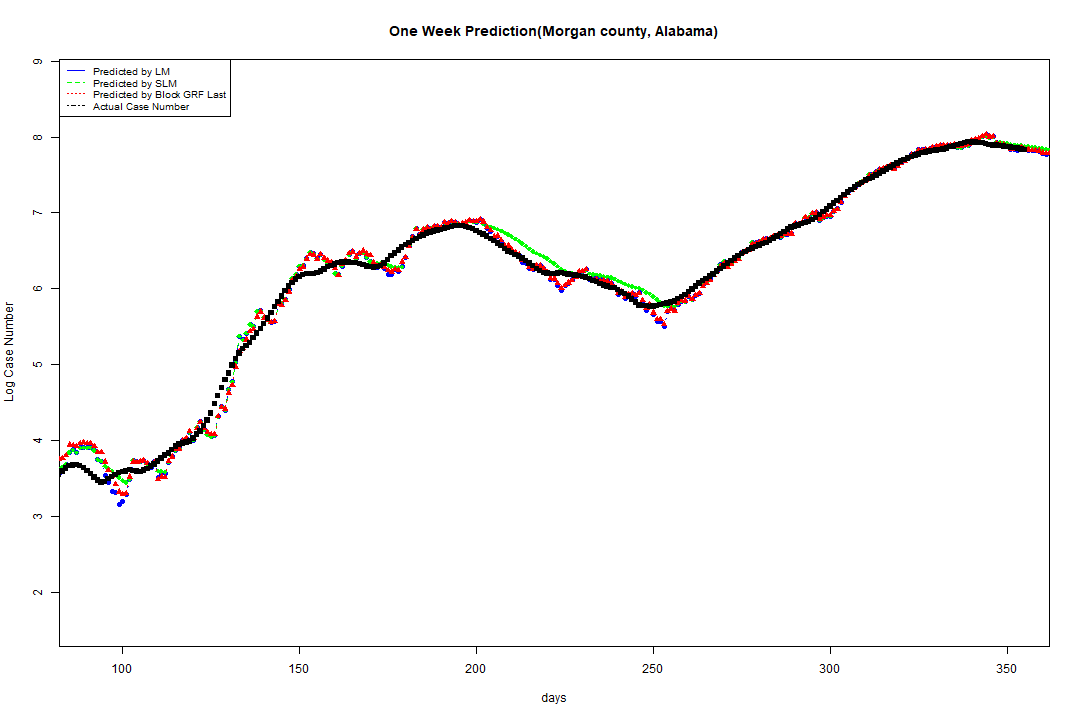 One Week Prediction(Morgan county, Alabama)
Predicted by LM
Predicted by SLM
Predicted by Block GRF Last
Actual Case Number
9
8
7
6
5
4
3
2
Log Case Number
100 150 200 250 300 350
days